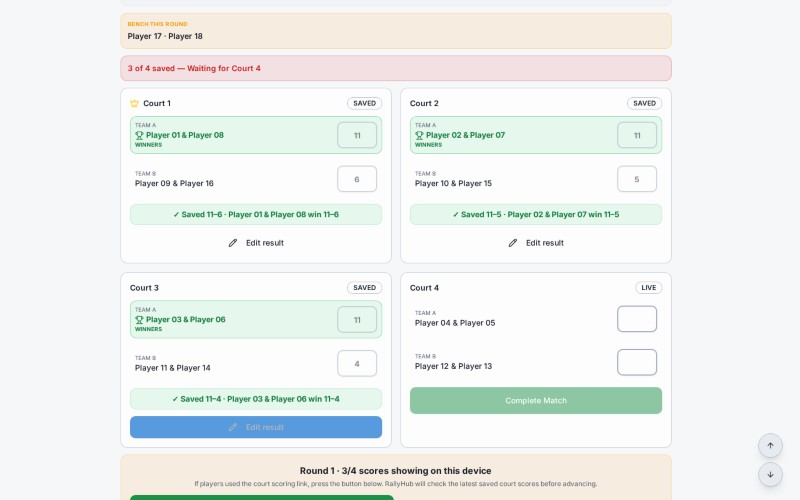 BENCH THIS ROUND
Player 17 · Player 18
3 of 4 saved — Waiting for Court 4
Court 1
SAVED
TEAM A
Player 01 & Player 08
WINNERS
11
TEAM B
Player 09 & Player 16
6
✓ Saved 11–6 · Player 01 & Player 08 win 11–6
Edit result
Court 2
SAVED
TEAM A
Player 02 & Player 07
WINNERS
11
TEAM B
Player 10 & Player 15
5
✓ Saved 11–5 · Player 02 & Player 07 win 11–5
Edit result
Court 3
SAVED
TEAM A
Player 03 & Player 06
WINNERS
11
TEAM B
Player 11 & Player 14
4
✓ Saved 11–4 · Player 03 & Player 06 win 11–4
Edit result
Court 4
LIVE
TEAM A
Player 04 & Player 05
TEAM B
Player 12 & Player 13
Complete Match
Round 1 · 3/4 scores showing on this device
If players used the court scoring link, press the button below. RallyHub will check the latest saved court scores before advancing.